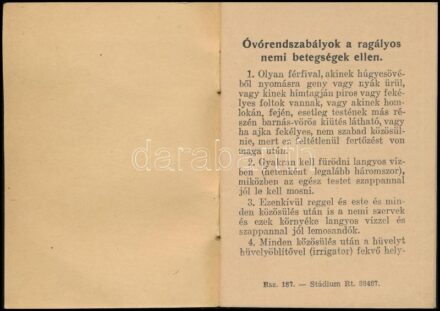 Óvórendszabályok a ragályos
nemi betegségek ellen.
1. Olyan férfival, akinek húgyesövé-
ből nyomásra geny vagy nyák ürül,
vagy kinek hímtagján piros vagy feké-
lyes foltok vannak, vagy akinek hom-
lokán, fején, esetleg testének más ré-
szén barnás-vörös kiütés látható, vagy
ha ajka fekélyes, nem szabad közösül-
nie, mert ez feltétlenül fertőzést von
maga után.
2. Gyakran kell fürödni langyos víz-
ben (hetenként legalább háromszor),
miközben az egész testet szappannal
jól le kell mosni.
3. Ezenkívül reggel és este és min-
den közösülés után is a nemi szervek
és ezek környéke langyos vízzel és
szappannal jól lemosandók.
4. Minden közösülés után a hüvelyt
hüvelyöblítővel (irrigator) fekvő hely-
Rsz. 187. — Stádium Rt. 36467.
darabanth